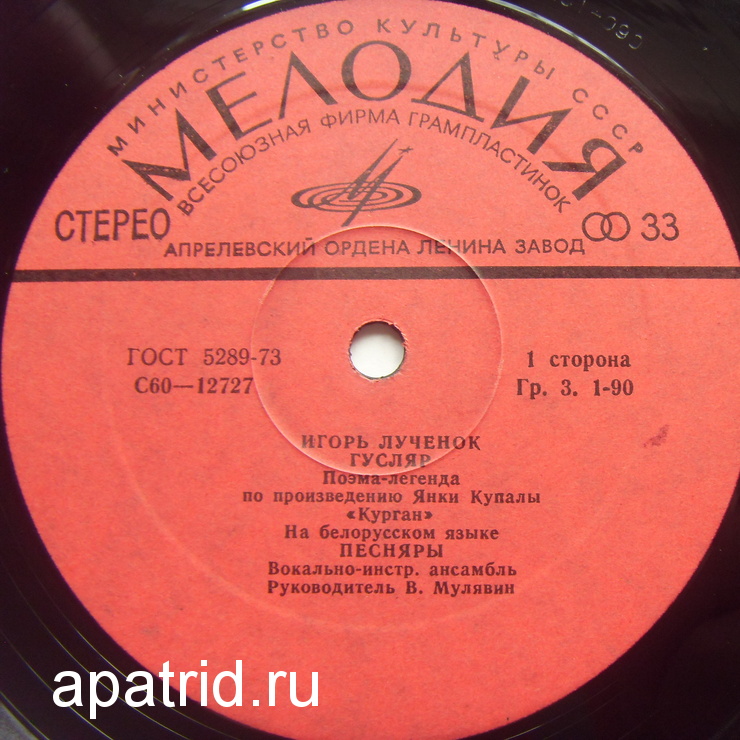 МИНИСТЕРСТВО КУЛЬТУРЫ СССР
МЕЛОДИЯ
ВСЕСОЮЗНАЯ ФИРМА ГРАМПЛАСТИНОК
СТЕРЕО
33
АПРЕЛЕВСКИЙ ОРДЕНА ЛЕНИНА ЗАВОД
ГОСТ 5289-73
С60—12727
1 сторона
Гр. 3. 1-90
ИГОРЬ ЛУЧЕНОК
ГУСЛЯР
Поэма-легенда
по произведению Янки Купалы
«Курган»
На белорусском языке
ПЕСНЯРЫ
Вокально-инстр. ансамбль
Руководитель В. Мулявин
apatrid.ru